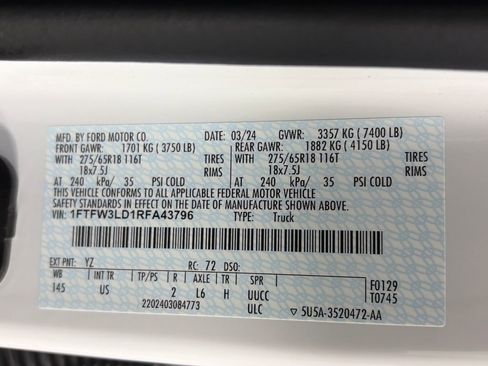 MFD. BY FORD MOTOR CO. DATE: 03/24 GVWR: 3357 KG ( 7400 LB)
FRONT GAWR: 1701 KG ( 3750 LB) REAR GAWR: 1882 KG ( 4150 LB)
WITH 275/65R18 116T TIRES WITH 275/65R18 116T TIRES
18x7.5J RIMS 18x7.5J RIMS
AT 240 kPa/ 35 PSI COLD AT 240 kPa/ 35 PSI COLD
THIS VEHICLE CONFORMS TO ALL APPLICABLE FEDERAL MOTOR VEHICLE
SAFETY STANDARDS IN EFFECT ON THE DATE OF MANUFACTURE SHOWN ABOVE.
VIN: 1FTFW3LD1RFA43796 TYPE: Truck
EXT PNT: YZ RC: 72 DSO:
WB INT TR TP/PS R AXLE TR SPR F0129
145 US 2 L6 H UUCC T0745
2202403084773 ULC ▽ 5U5A-3520472-AA